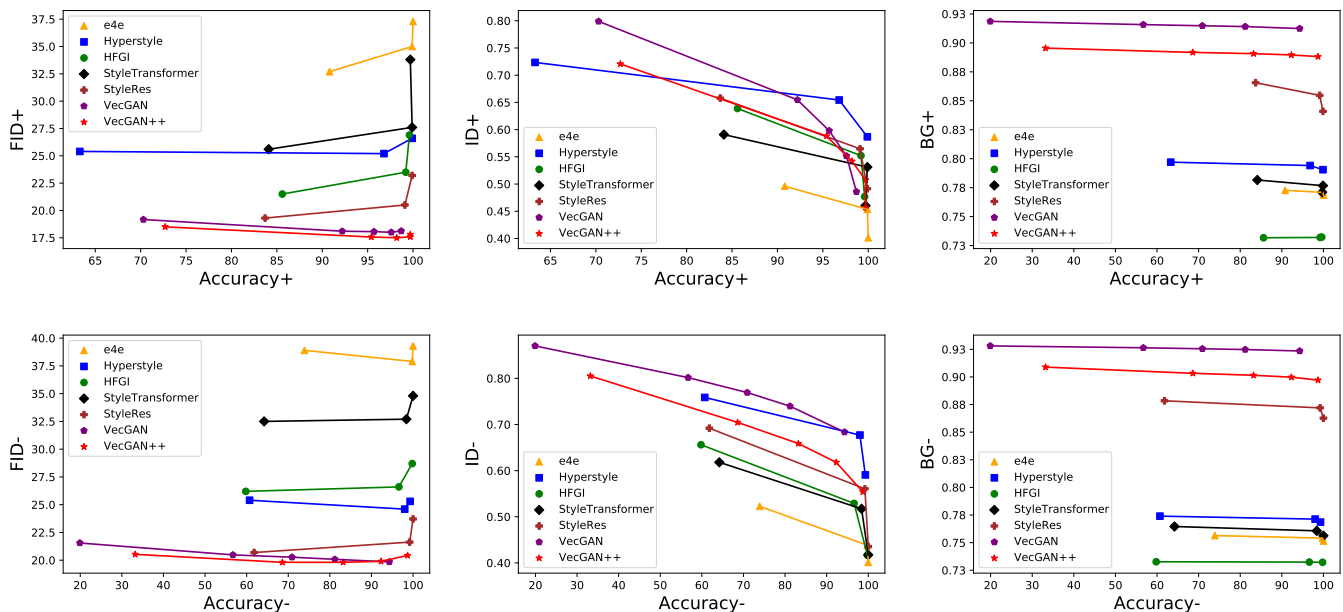 37.5
35.0
32.5
30.0
27.5
25.0
22.5
20.0
17.5
FID+
e4e
Hyperstyle
HFGI
StyleTransformer
StyleRes
VecGAN
VecGAN++
65 70 75 80 85 90 95 100
Accuracy+
0.80
0.75
0.70
0.65
0.60
0.55
0.50
0.45
0.40
ID+
e4e
Hyperstyle
HFGI
StyleTransformer
StyleRes
VecGAN
VecGAN++
65 70 75 80 85 90 95 100
Accuracy+
0.93
0.90
0.88
0.85
0.83
0.80
0.78
0.75
0.73
BG+
e4e
Hyperstyle
HFGI
StyleTransformer
StyleRes
VecGAN
VecGAN++
20 30 40 50 60 70 80 90 100
Accuracy+
40.0
37.5
35.0
32.5
30.0
27.5
25.0
22.5
20.0
FID-
e4e
Hyperstyle
HFGI
StyleTransformer
StyleRes
VecGAN
VecGAN++
20 30 40 50 60 70 80 90 100
Accuracy-
0.80
0.70
0.60
0.50
0.40
ID-
e4e
Hyperstyle
HFGI
StyleTransformer
StyleRes
VecGAN
VecGAN++
20 30 40 50 60 70 80 90 100
Accuracy-
0.93
0.90
0.88
0.85
0.83
0.80
0.78
0.75
0.73
BG-
e4e
Hyperstyle
HFGI
StyleTransformer
StyleRes
VecGAN
VecGAN++
20 30 40 50 60 70 80 90 100
Accuracy-